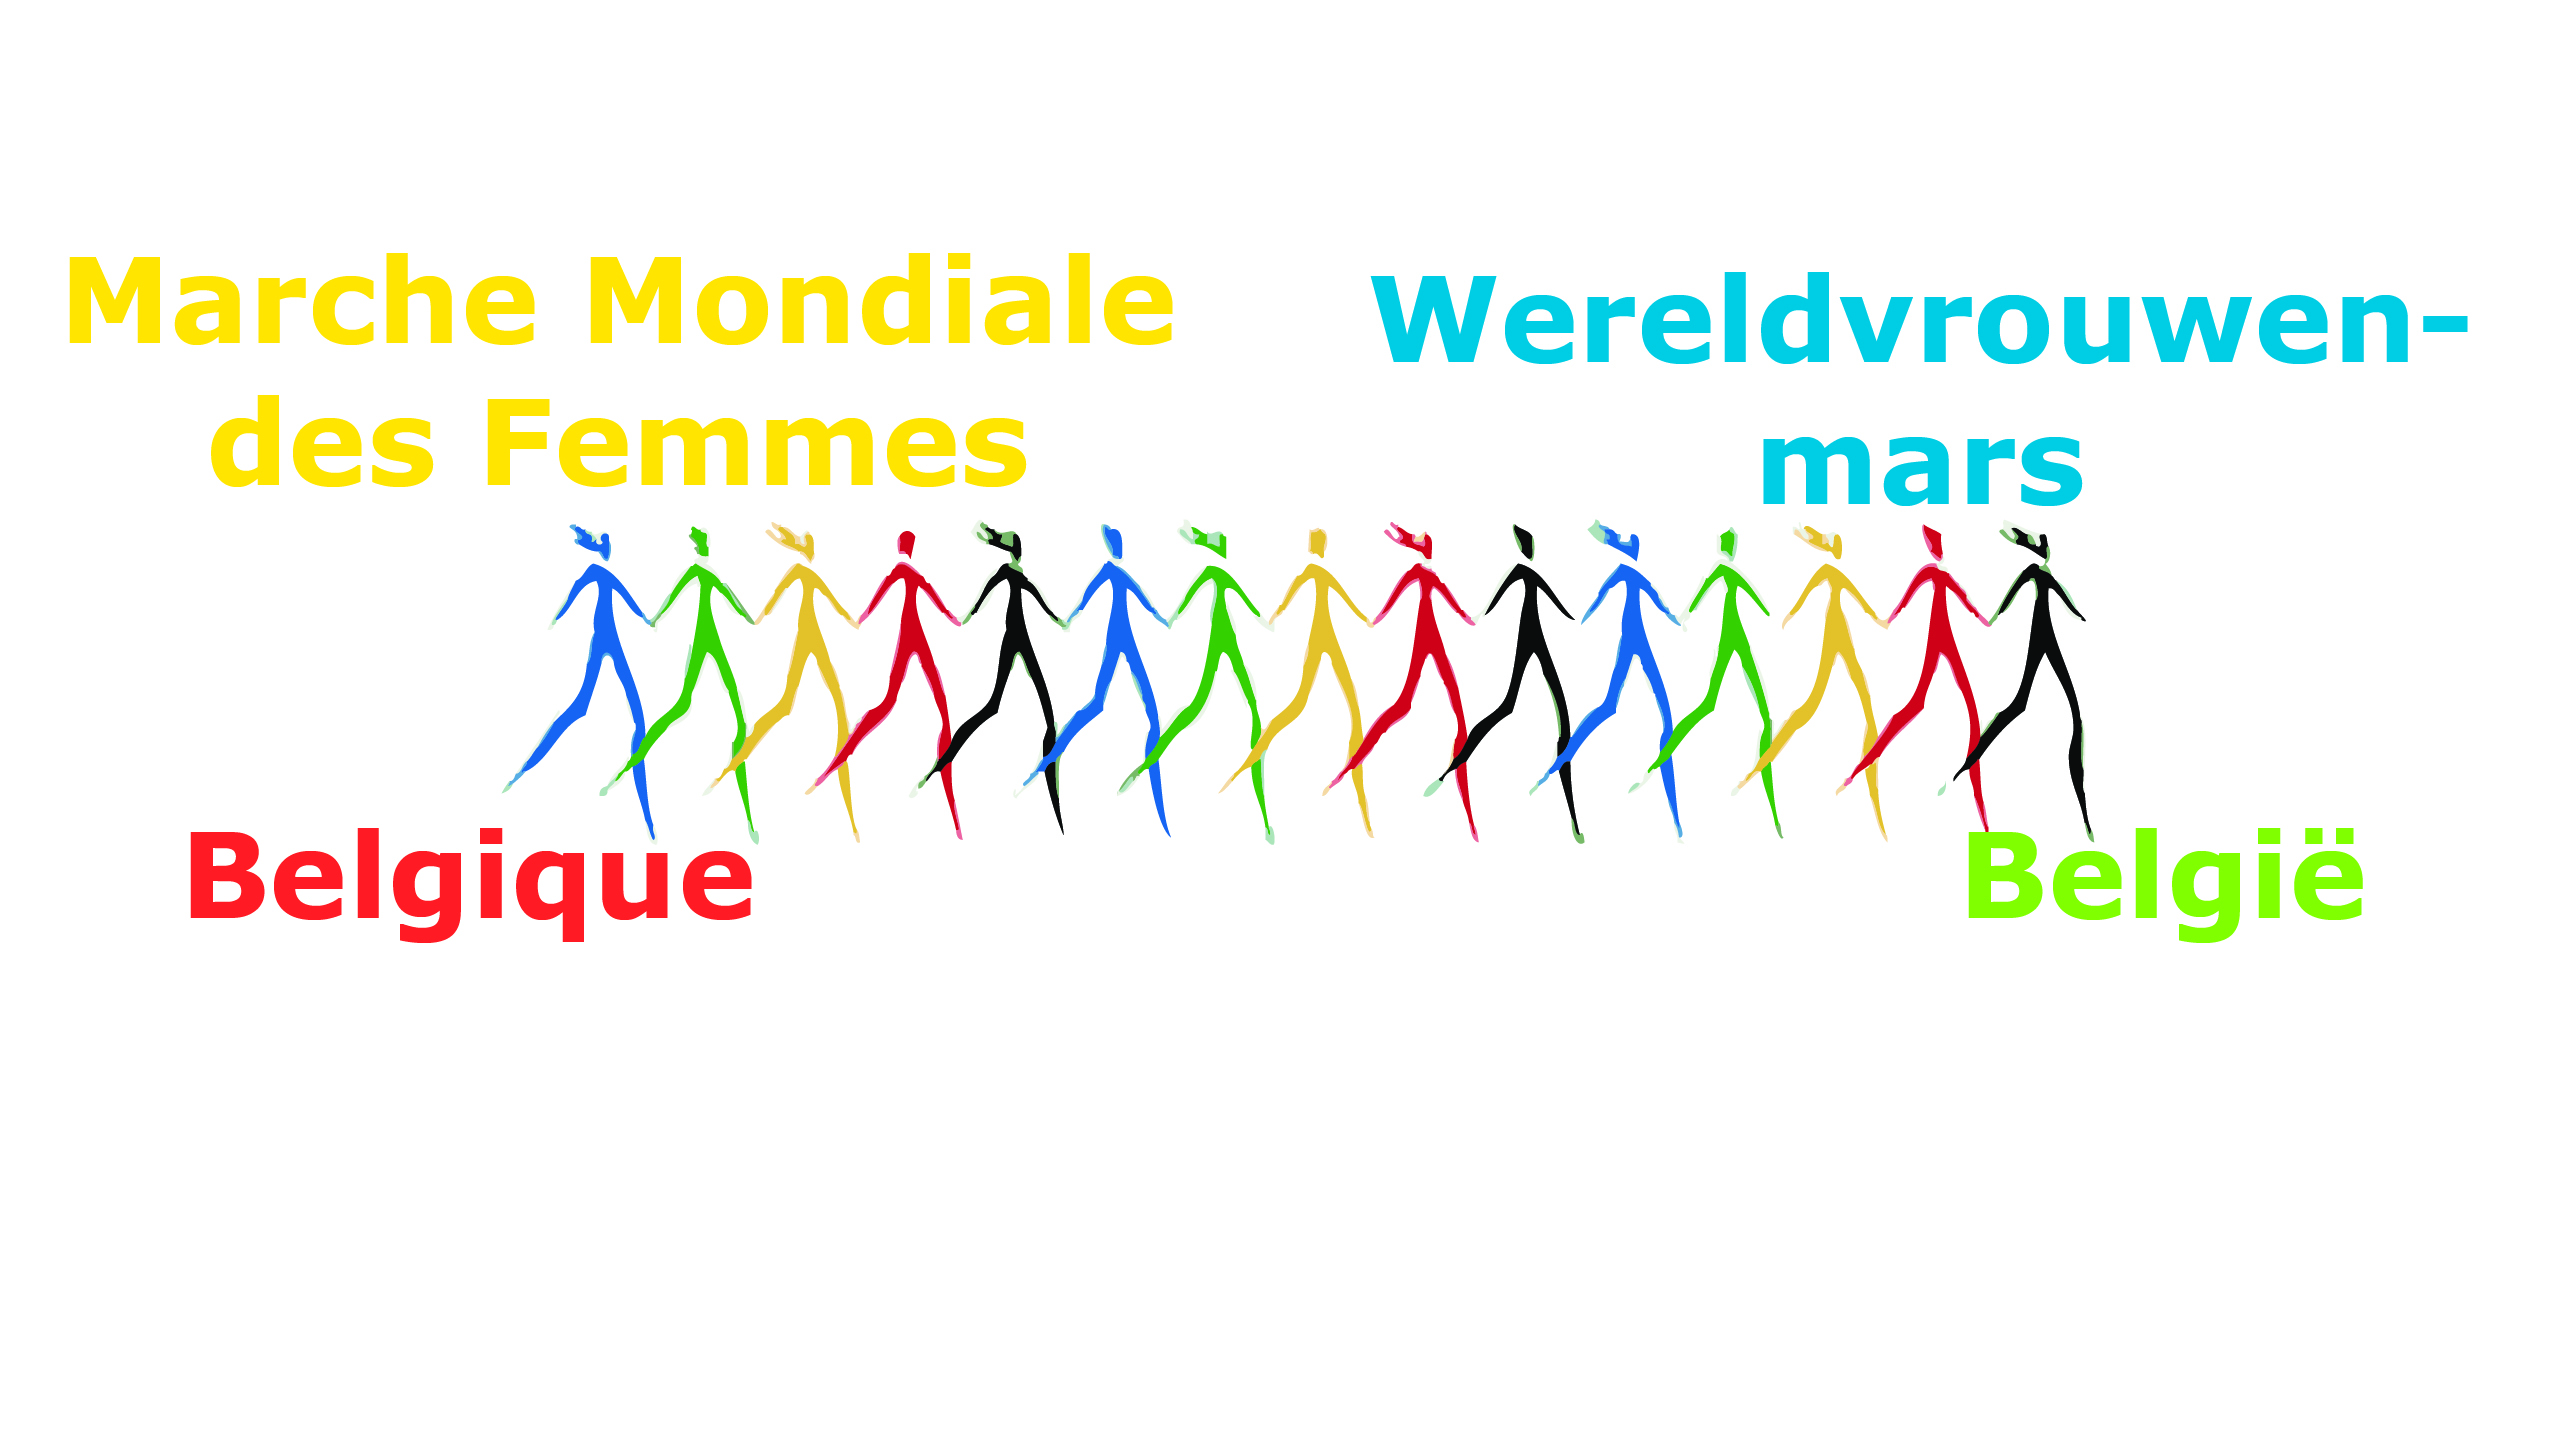 Marche Mondiale
des Femmes
Wereldvrouwen-
mars
Belgique
België